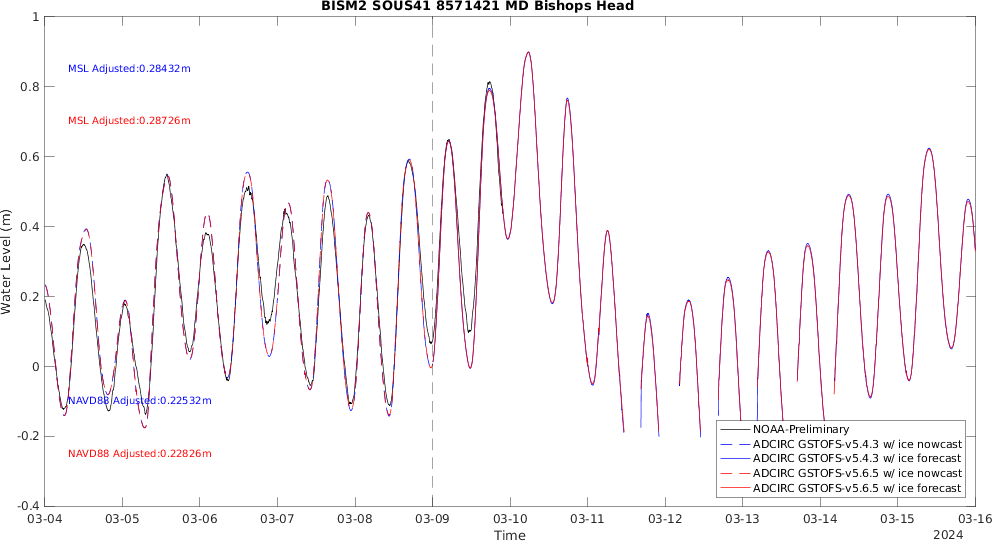 BISM2 SOUS41 8571421 MD Bishops Head
1
0.8
0.6
0.4
0.2
0
-0.2
-0.4
Water Level (m)
MSL Adjusted:0.28432m
MSL Adjusted:0.28726m
NAVD88 Adjusted:0.22532m
NAVD88 Adjusted:0.22826m
NOAA-Preliminary
ADCIRC GSTOFS-v5.4.3 w/ ice nowcast
ADCIRC GSTOFS-v5.4.3 w/ ice forecast
ADCIRC GSTOFS-v5.6.5 w/ ice nowcast
ADCIRC GSTOFS-v5.6.5 w/ ice forecast
03-04 03-05 03-06 03-07 03-08 03-09 03-10 03-11 03-12 03-13 03-14 03-15 03-16
Time
2024